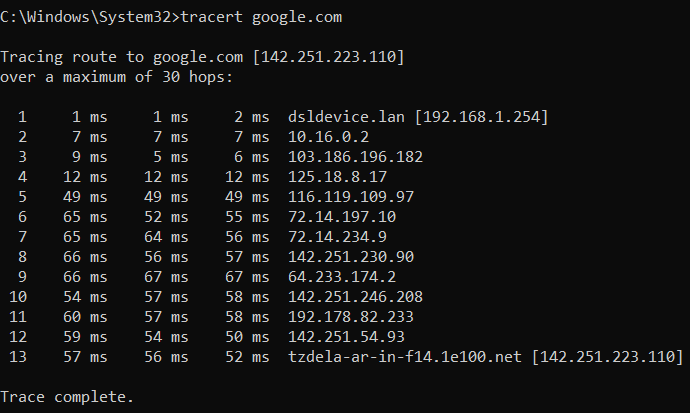 C:\Windows\System32>tracert google.com
Tracing route to google.com [142.251.223.110]
over a maximum of 30 hops:
1 1 ms 1 ms 2 ms dsldevice.lan [192.168.1.254]
2 7 ms 7 ms 7 ms 10.16.0.2
3 9 ms 5 ms 6 ms 103.186.196.182
4 12 ms 12 ms 12 ms 125.18.8.17
5 49 ms 49 ms 49 ms 116.119.109.97
6 65 ms 52 ms 55 ms 72.14.197.10
7 65 ms 64 ms 56 ms 72.14.234.9
8 66 ms 56 ms 57 ms 142.251.230.90
9 66 ms 67 ms 67 ms 64.233.174.2
10 54 ms 57 ms 58 ms 142.251.246.208
11 60 ms 57 ms 58 ms 192.178.82.233
12 59 ms 54 ms 50 ms 142.251.54.93
13 57 ms 56 ms 52 ms tzdela-ar-in-f14.1e100.net [142.251.223.110]
Trace complete.